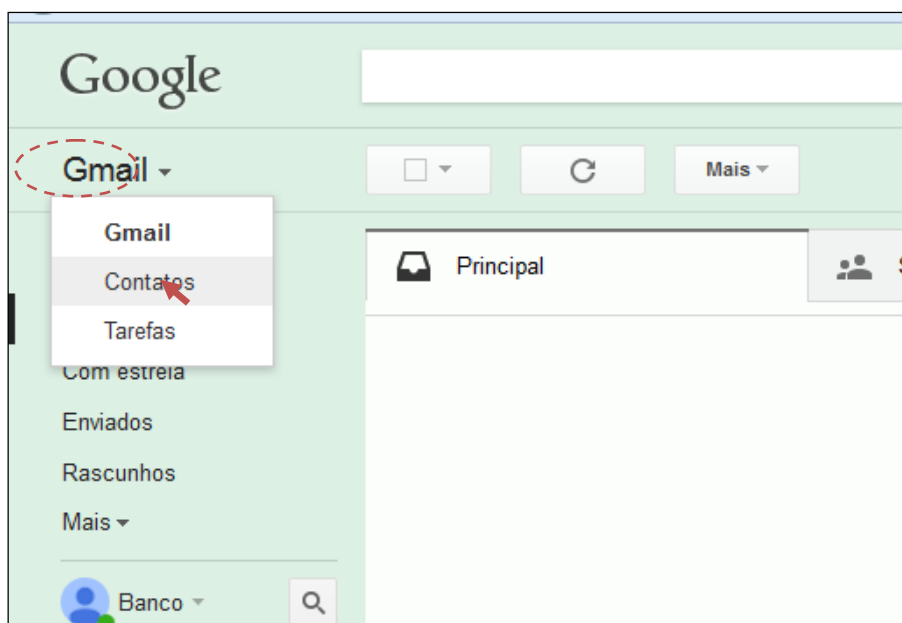 Google
Gmail
Mais
Gmail
Contatos
Tarefas
Principal
Com estrela
Enviados
Rascunhos
Mais
Banco